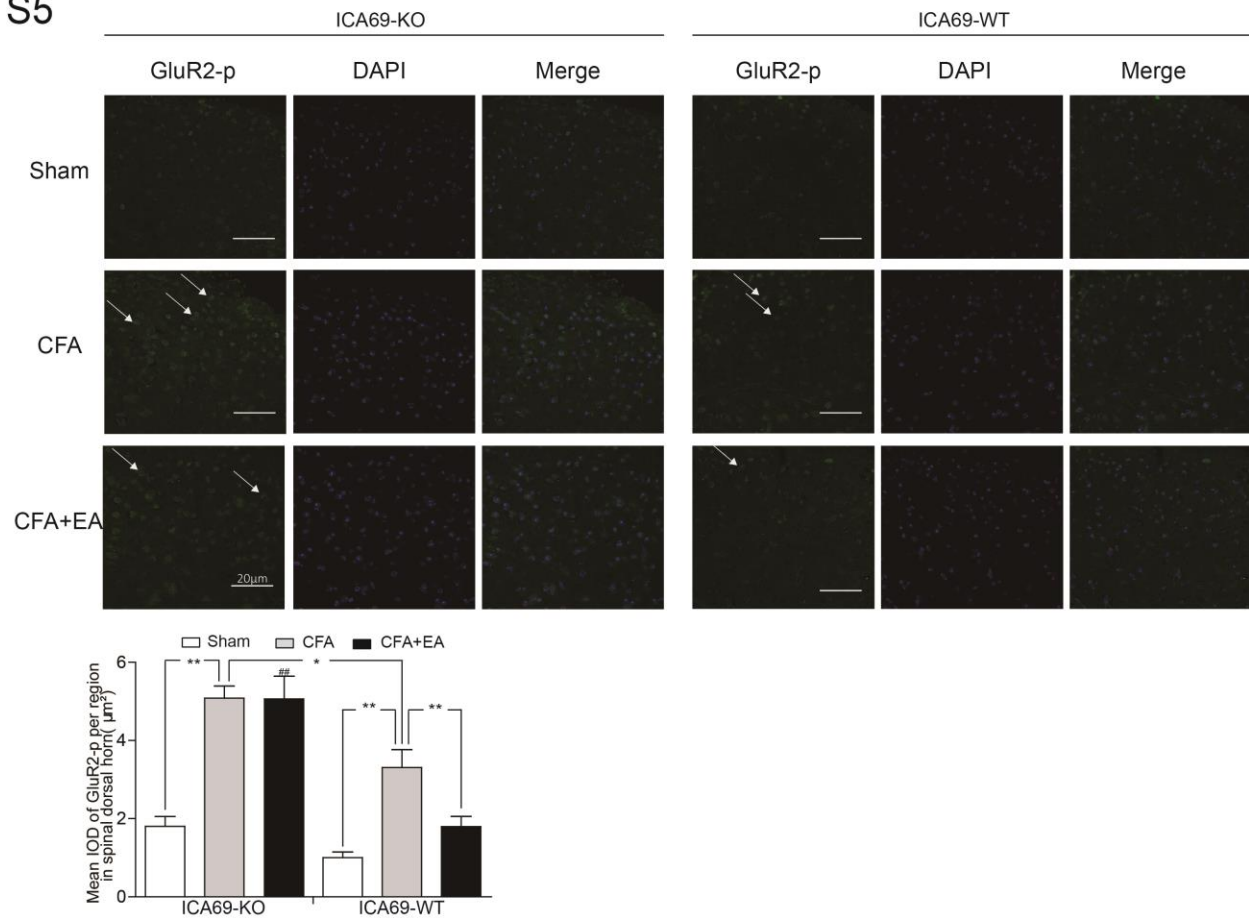 S5
ICA69-KO ICA69-WT
GluR2-p DAPI Merge GluR2-p DAPI Merge
Sham
CFA
CFA+EA
20μm
Sham CFA CFA+EA
Mean IOD of GluR2-p per region
in spinal dorsal horn( μm²)
6
4
2
0
** * ## ** **
ICA69-KO ICA69-WT